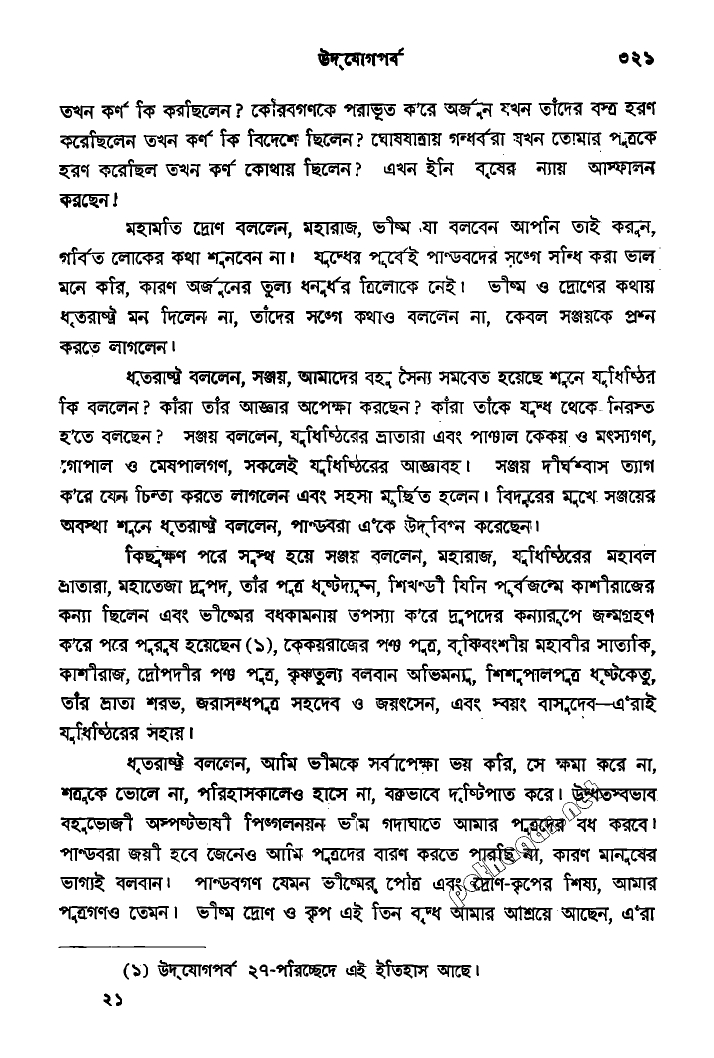 উদ্‌যোগপর্ব ৩২১
তখন কর্ণ কি করছিলেন? কৌরবগণকে পরাভূত ক'রে অর্জুন যখন তাঁদের বস্ত্র হরণ
করেছিলেন তখন কর্ণ কি বিদেশে ছিলেন? ঘোষযাত্রায় গন্ধর্বরা যখন তোমার পুত্রকে
হরণ করেছিল তখন কর্ণ কোথায় ছিলেন? এখন ইনি বৃষের ন্যায় আস্ফালন
করছেন!
মহামতি দ্রোণ বললেন, মহারাজ, ভীষ্ম যা বলবেন আপনি তাই করুন,
গর্বিত লোকের কথা শুনবেন না। যুদ্ধের পূর্বেই পাণ্ডবদের সঙ্গে সন্ধি করা ভাল
মনে করি, কারণ অর্জুনের তুল্য ধনুর্ধর ত্রিলোকে নেই। ভীষ্ম ও দ্রোণের কথায়
ধৃতরাষ্ট্র মন দিলেন না, তাঁদের সঙ্গে কথাও বললেন না, কেবল সঞ্জয়কে প্রশ্ন
করতে লাগলেন।
ধৃতরাষ্ট্র বললেন, সঞ্জয়, আমাদের বহু সৈন্য সমবেত হয়েছে শুনে যুধিষ্ঠির
কি বললেন? কাঁরা তাঁর আজ্ঞার অপেক্ষা করছেন? কাঁরা তাঁকে যুদ্ধ থেকে নিরস্ত
হ'তে বলছেন? সঞ্জয় বললেন, যুধিষ্ঠিরের ভ্রাতারা এবং পাঞ্চাল কেকয় ও মৎস্যগণ,
গোপাল ও মেষপালগণ, সকলেই যুধিষ্ঠিরের আজ্ঞাবহ। সঞ্জয় দীর্ঘশ্বাস ত্যাগ
ক'রে যেন চিন্তা করতে লাগলেন এবং সহসা মূর্ছিত হলেন। বিদুরের মুখে সঞ্জয়ের
অবস্থা শুনে ধৃতরাষ্ট্র বললেন, পাণ্ডবরা এঁকে উদ্‌বিগ্ন করেছেন।
কিছুক্ষণ পরে সুস্থ হয়ে সঞ্জয় বললেন, মহারাজ, যুধিষ্ঠিরের মহাবল
ভ্রাতারা, মহাতেজা দ্রুপদ, তাঁর পুত্র ধৃষ্টদ্যুম্ন, শিখণ্ডী যিনি পূর্বজন্মে কাশীরাজের
কন্যা ছিলেন এবং ভীষ্মের বধকামনায় তপস্যা ক'রে দ্রুপদের কন্যারূপে জন্মগ্রহণ
ক'রে পরে পুরুষ হয়েছেন (১), কেকয়রাজের পঞ্চ পুত্র, বৃষ্ণিবংশীয় মহাবীর সাত্যকি,
কাশীরাজ, দ্রৌপদীর পঞ্চ পুত্র, কৃষ্ণতুল্য বলবান অভিমন্যু, শিশুপালপুত্র ধৃষ্টকেতু,
তাঁর ভ্রাতা শরভ, জরাসন্ধপুত্র সহদেব ও জয়ৎসেন, এবং স্বয়ং বাসুদেব—এঁরাই
যুধিষ্ঠিরের সহায়।
ধৃতরাষ্ট্র বললেন, আমি ভীমকে সর্বাপেক্ষা ভয় করি, সে ক্ষমা করে না,
শত্রুকে ভোলে না, পরিহাসকালেও হাসে না, বক্রভাবে দৃষ্টিপাত করে। উদ্ধতস্বভাব
বহুভোজী অস্পষ্টভাষী পিঙ্গলনয়ন ভীম গদাঘাতে আমার পুত্রদের বধ করবে।
পাণ্ডবরা জয়ী হবে জেনেও আমি পুত্রদের বারণ করতে পারছি না, কারণ মানুষের
ভাগ্যই বলবান। পাণ্ডবগণ যেমন ভীষ্মের পৌত্র এবং দ্রোণ-কৃপের শিষ্য, আমার
পুত্রগণও তেমন। ভীষ্ম দ্রোণ ও কৃপ এই তিন বৃদ্ধ আমার আশ্রয়ে আছেন, এঁরা
(১) উদ্‌যোগপর্ব ২৭-পরিচ্ছেদে এই ইতিহাস আছে।
২১
pathagar.net